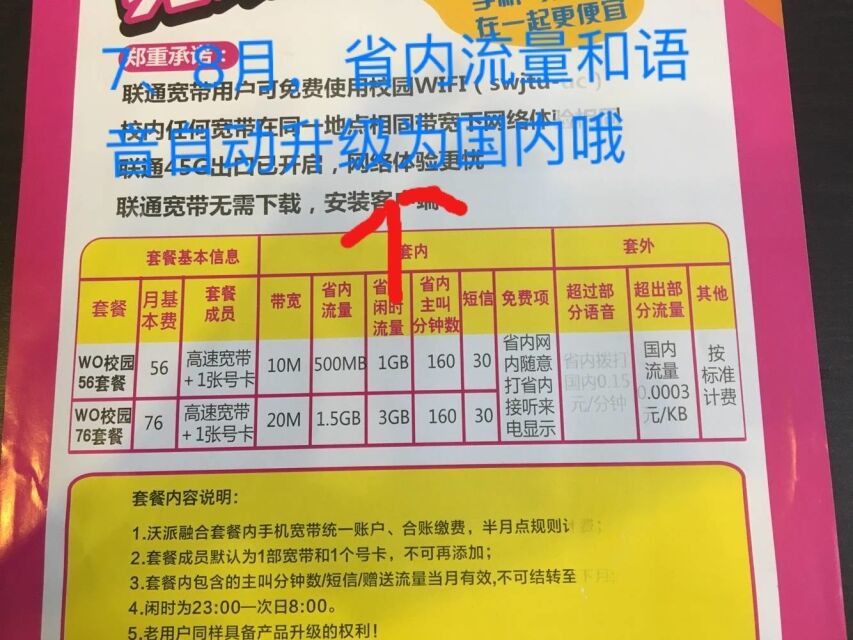 在一起更便宜
郑重承诺:
7、8月，省内流量和语
音自动升级为国内哦
联通宽带用户可免费使用校园WIFI（swjtu-
校内任何宽带在同一地点相同带宽下网络体
联通45G出口已开启，网络体验更优
联通宽带无需下载，安装客户端
套餐基本信息 套内 套外
套餐 月基本费 套餐成员 带宽 省内流量 省 闲时流量 省内主叫分钟数 短信 免费项 超过部分语音 超出部分流量 其他
WO校园56套餐 56 高速宽带+1张号卡 10M 500MB 1GB 160 30 省内网内随意打省内接听来电显示 省内拨打国内0.15元/分钟 国内流量0.0003元/KB 按标准计费
WO校园76套餐 76 高速宽带+1张号卡 20M 1.5GB 3GB 160 30
套餐内容说明:
1.沃派融合套餐内手机宽带统一账户、合账缴费，半月点规则计费；
2.套餐成员默认为1部宽带和1个号卡，不可再添加；
3.套餐内包含的主叫分钟数/短信/赠送流量当月有效,不可结转至下月;
4.闲时为23:00—次日8:00。
5.老用户同样具备产品升级的权利！